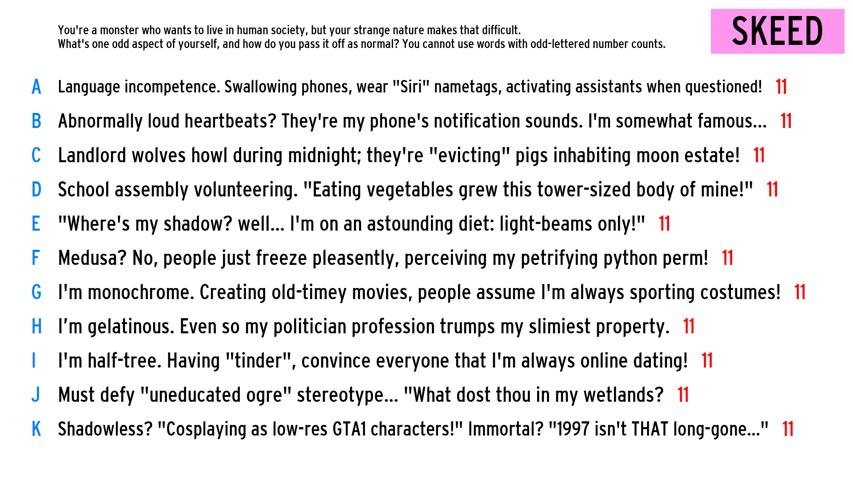 You're a monster who wants to live in human society, but your strange nature makes that difficult.
What's one odd aspect of yourself, and how do you pass it off as normal? You cannot use words with odd-lettered number counts.
SKEED
A Language incompetence. Swallowing phones, wear "Siri" nametags, activating assistants when questioned! 11
B Abnormally loud heartbeats? They're my phone's notification sounds. I'm somewhat famous... 11
C Landlord wolves howl during midnight; they're "evicting" pigs inhabiting moon estate! 11
D School assembly volunteering. "Eating vegetables grew this tower-sized body of mine!" 11
E "Where's my shadow? well... I'm on an astounding diet: light-beams only!" 11
F Medusa? No, people just freeze pleasently, perceiving my petrifying python perm! 11
G I'm monochrome. Creating old-timey movies, people assume I'm always sporting costumes! 11
H I'm gelatinous. Even so my politician profession trumps my slimiest property. 11
I I'm half-tree. Having "tinder", convince everyone that I'm always online dating! 11
J Must defy "uneducated ogre" stereotype... "What dost thou in my wetlands? 11
K Shadowless? "Cosplaying as low-res GTA1 characters!" Immortal? "1997 isn't THAT long-gone..." 11